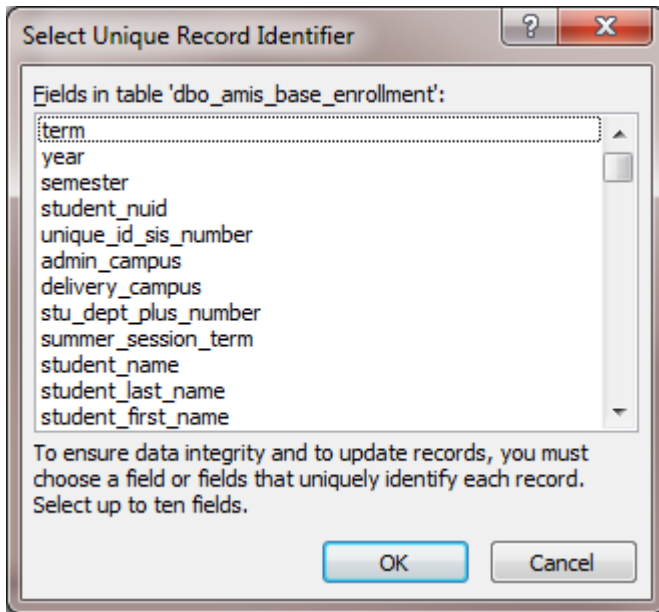 Select Unique Record Identifier
?
X
Fields in table 'dbo_amis_base_enrollment':
term
year
semester
student_nuid
unique_id_sis_number
admin_campus
delivery_campus
stu_dept_plus_number
summer_session_term
student_name
student_last_name
student_first_name
To ensure data integrity and to update records, you must
choose a field or fields that uniquely identify each record.
Select up to ten fields.
OK
Cancel